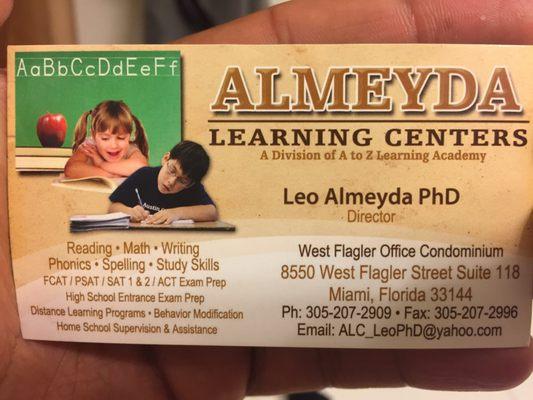 AaBbCcDdEeFf
ALMEYDA
LEARNING CENTERS
A Division of A to Z Learning Academy
Leo Almeyda PhD
Director
Reading • Math • Writing
Phonics • Spelling • Study Skills
FCAT / PSAT / SAT 1 & 2 / ACT Exam Prep
High School Entrance Exam Prep
Distance Learning Programs • Behavior Modification
Home School Supervision & Assistance
West Flagler Office Condominium
8550 West Flagler Street Suite 118
Miami, Florida 33144
Ph: 305-207-2909 • Fax: 305-207-2996
Email: ALC_LeoPhD@yahoo.com